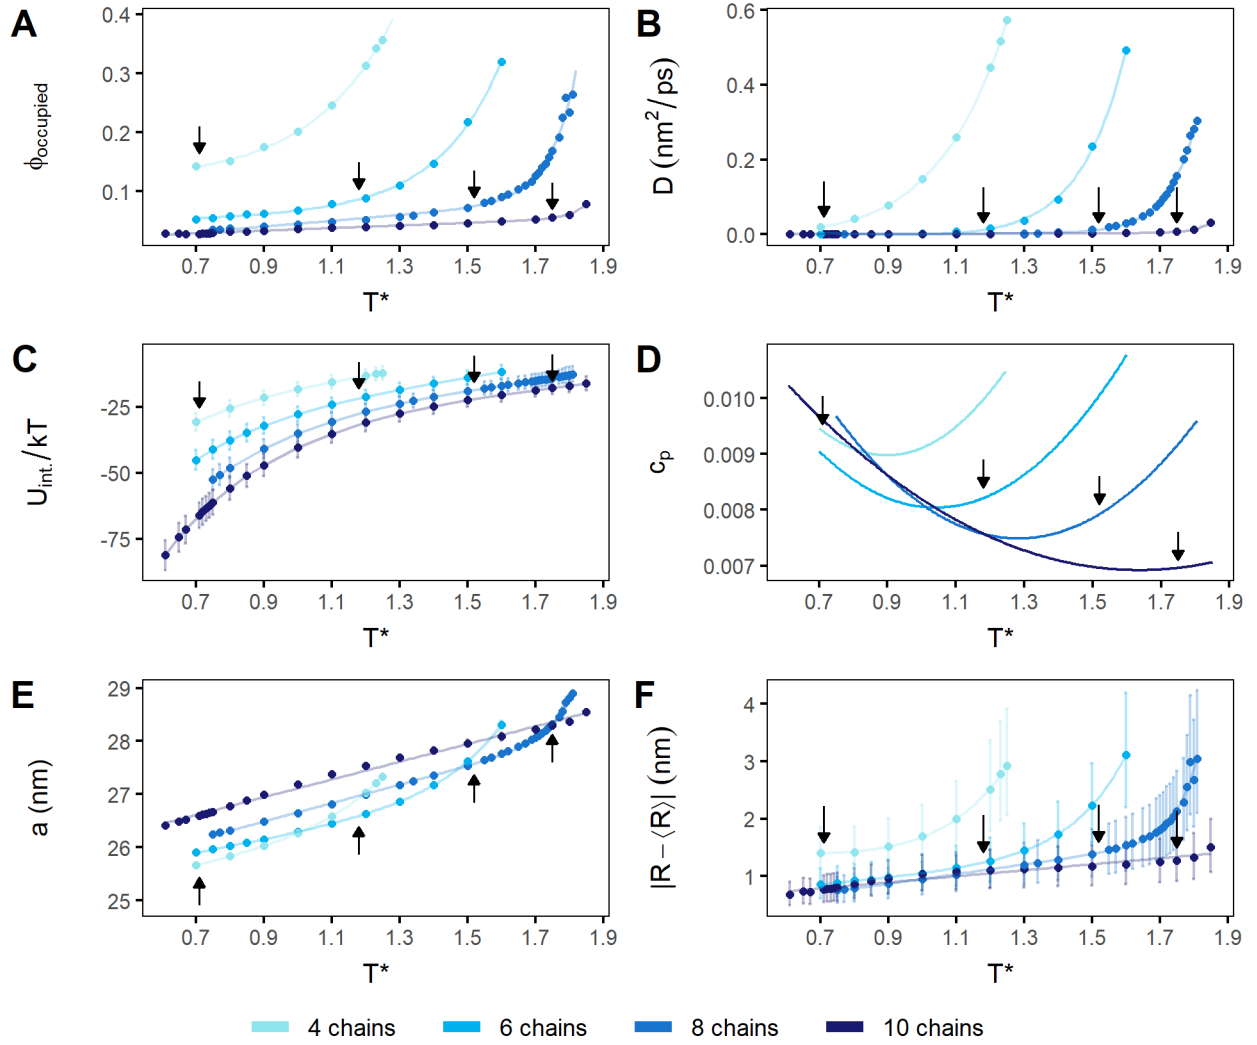 A
B
0.4
0.3
0.2
0.1
ϕoccupied
0.7 0.9 1.1 1.3 1.5 1.7 1.9
T*
0.6
0.4
0.2
0.0
D (nm²/ps)
0.7 0.9 1.1 1.3 1.5 1.7 1.9
T*
C
D
-25
-50
-75
Uint./kT
0.7 0.9 1.1 1.3 1.5 1.7 1.9
T*
0.010
0.009
0.008
0.007
cp
0.7 0.9 1.1 1.3 1.5 1.7 1.9
T*
E
F
29
28
27
26
25
a (nm)
0.7 0.9 1.1 1.3 1.5 1.7 1.9
T*
4
3
2
1
|R−⟨R⟩| (nm)
0.7 0.9 1.1 1.3 1.5 1.7 1.9
T*
4 chains 6 chains 8 chains 10 chains